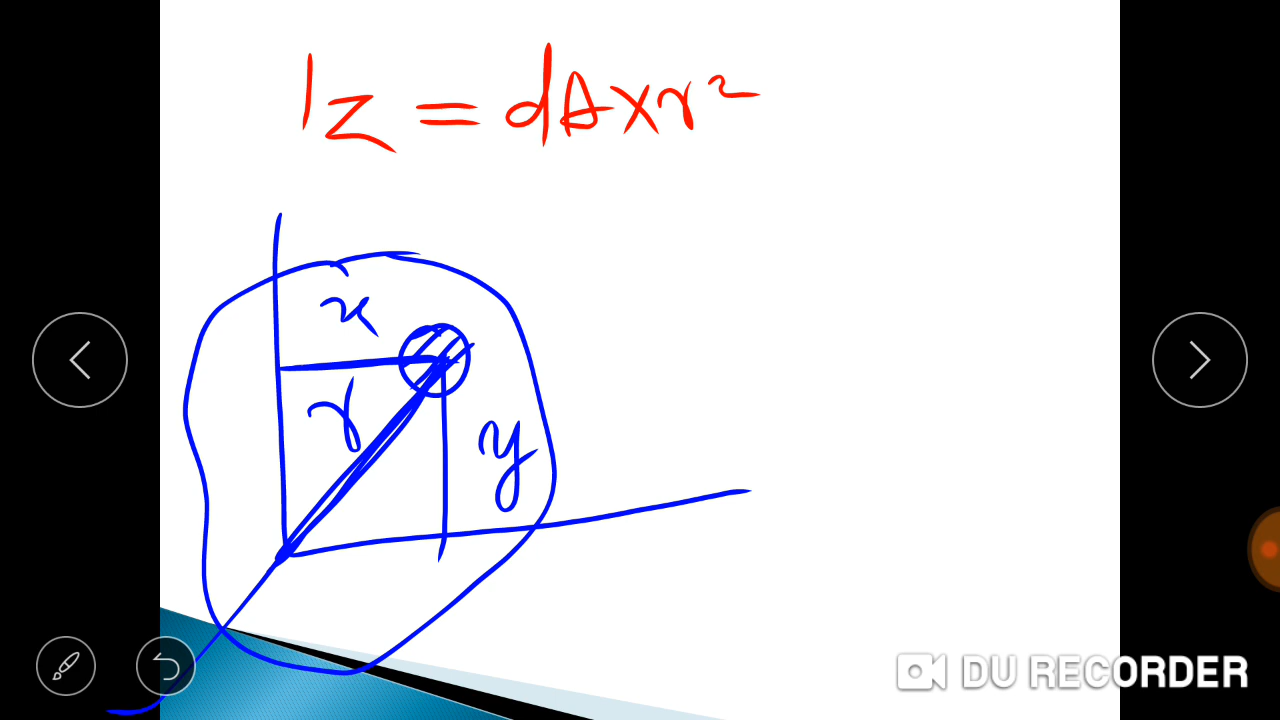 Iz = dA x r²
x
r
y
DU RECORDER